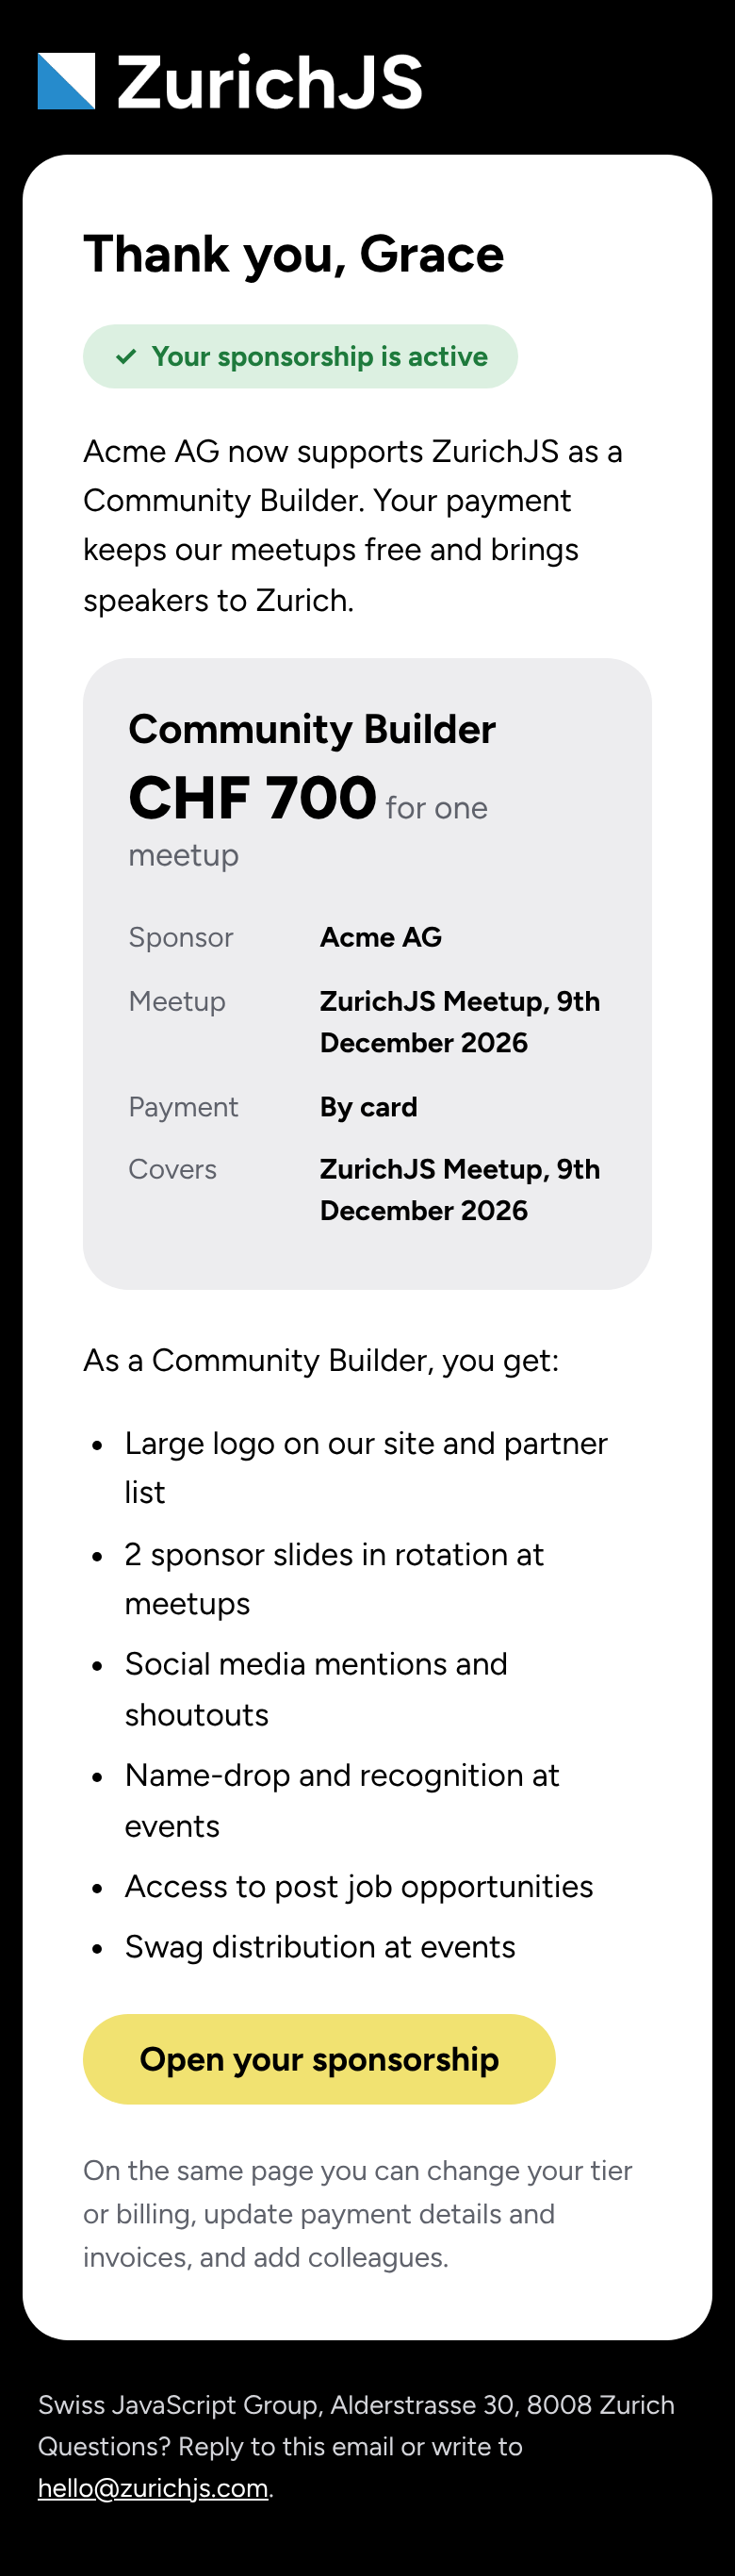 ZurichJS
Thank you, Grace
✓ Your sponsorship is active
Acme AG now supports ZurichJS as a
Community Builder. Your payment
keeps our meetups free and brings
speakers to Zurich.
Community Builder
CHF 700 for one
meetup
Sponsor Acme AG
Meetup ZurichJS Meetup, 9th
December 2026
Payment By card
Covers ZurichJS Meetup, 9th
December 2026
As a Community Builder, you get:
• Large logo on our site and partner
list
• 2 sponsor slides in rotation at
meetups
• Social media mentions and
shoutouts
• Name-drop and recognition at
events
• Access to post job opportunities
• Swag distribution at events
Open your sponsorship
On the same page you can change your tier
or billing, update payment details and
invoices, and add colleagues.
Swiss JavaScript Group, Alderstrasse 30, 8008 Zurich
Questions? Reply to this email or write to
hello@zurichjs.com.